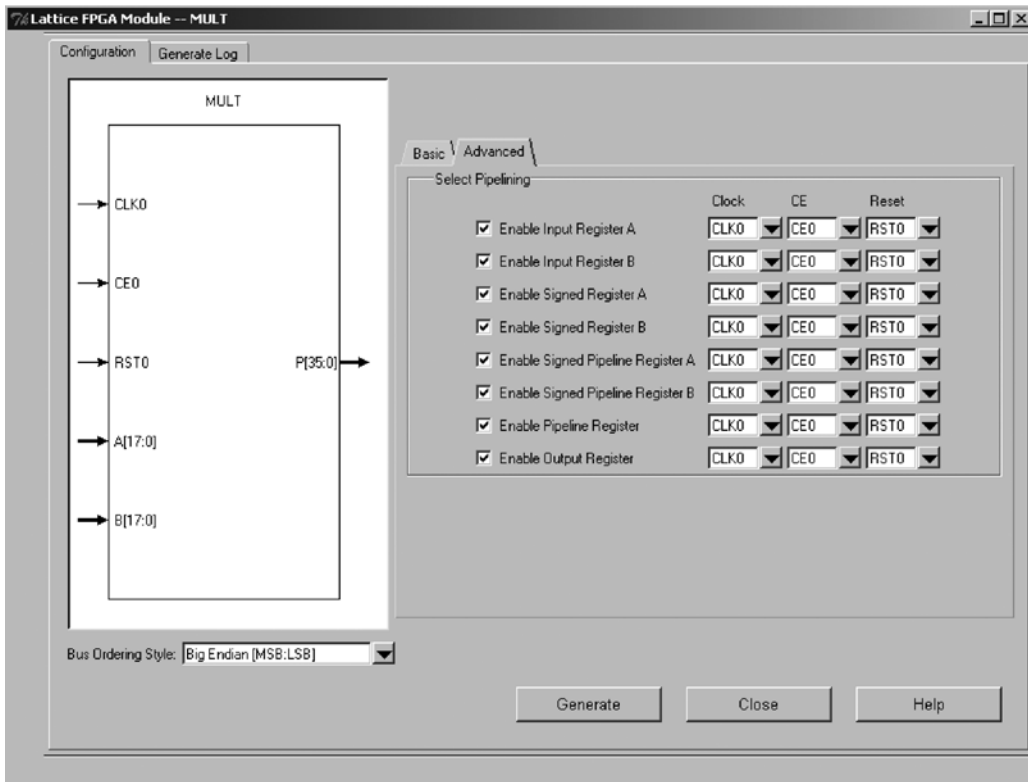 Lattice FPGA Module -- MULT
Configuration
Generate Log
MULT
CLK0
CE0
RST0
P[35:0]
A[17:0]
B[17:0]
Bus Ordering Style: Big Endian [MSB:LSB]
Basic
Advanced
Select Pipelining
Clock CE Reset
Enable Input Register A CLK0 CE0 RST0
Enable Input Register B CLK0 CE0 RST0
Enable Signed Register A CLK0 CE0 RST0
Enable Signed Register B CLK0 CE0 RST0
Enable Signed Pipeline Register A CLK0 CE0 RST0
Enable Signed Pipeline Register B CLK0 CE0 RST0
Enable Pipeline Register CLK0 CE0 RST0
Enable Output Register CLK0 CE0 RST0
Generate Close Help